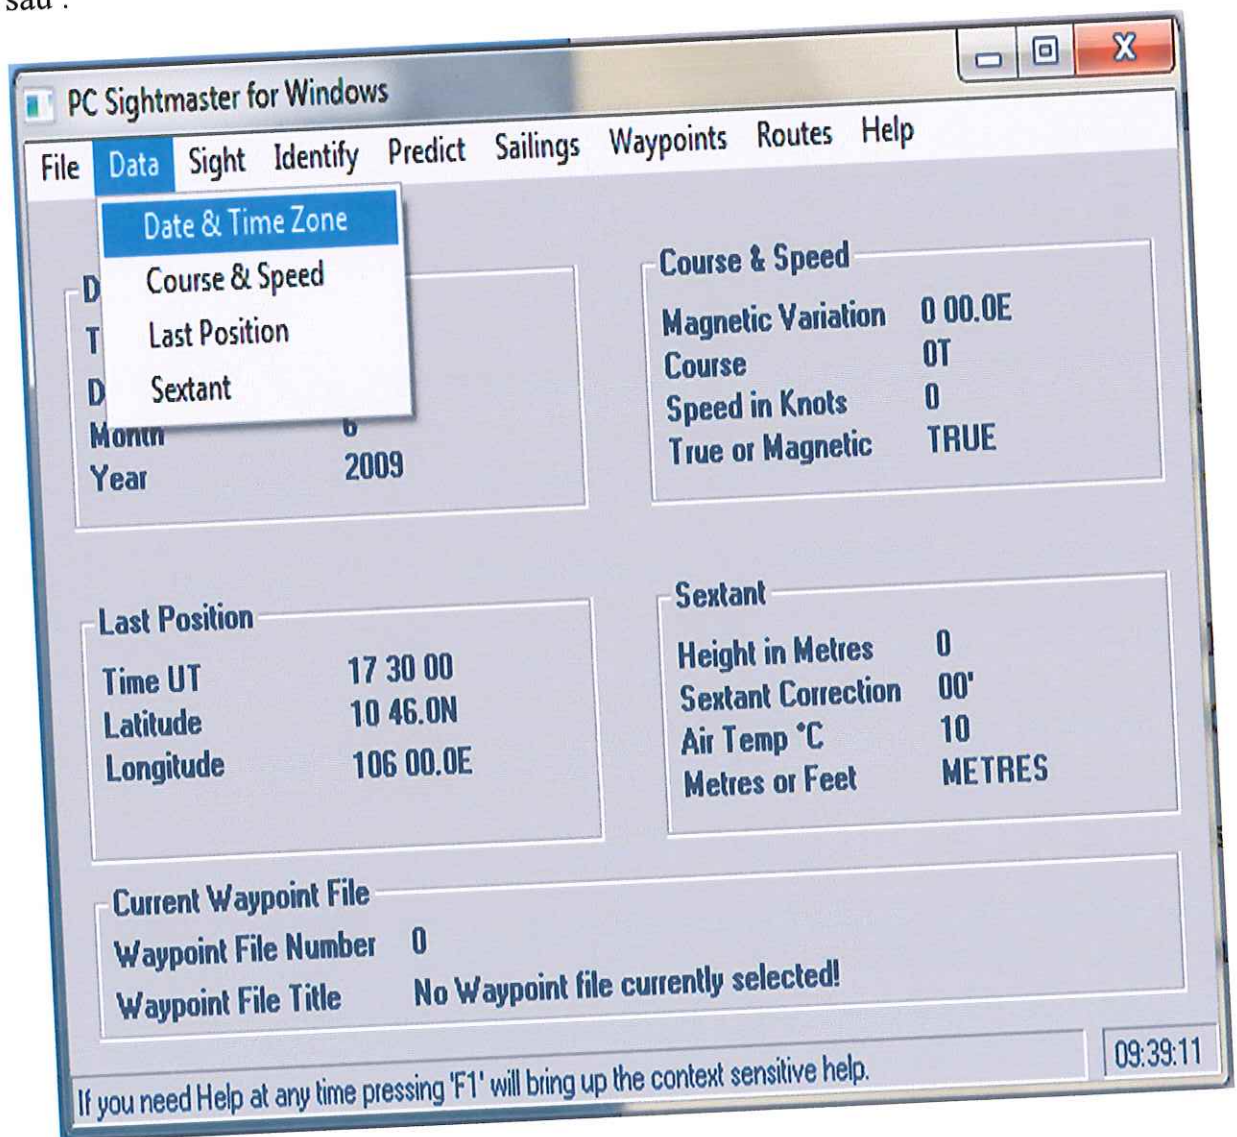 sau :
PC Sightmaster for Windows
File Data Sight Identify Predict Sailings Waypoints Routes Help
Date & Time Zone
Course & Speed
Last Position
Sextant
D
T
D
Month 6
Year 2009
Course & Speed
Magnetic Variation 0 00.0E
Course 0T
Speed in Knots 0
True or Magnetic TRUE
Last Position
Time UT 17 30 00
Latitude 10 46.0N
Longitude 106 00.0E
Sextant
Height in Metres 0
Sextant Correction 00'
Air Temp °C 10
Metres or Feet METRES
Current Waypoint File
Waypoint File Number 0
Waypoint File Title No Waypoint file currently selected!
If you need Help at any time pressing 'F1' will bring up the context sensitive help. 09:39:11